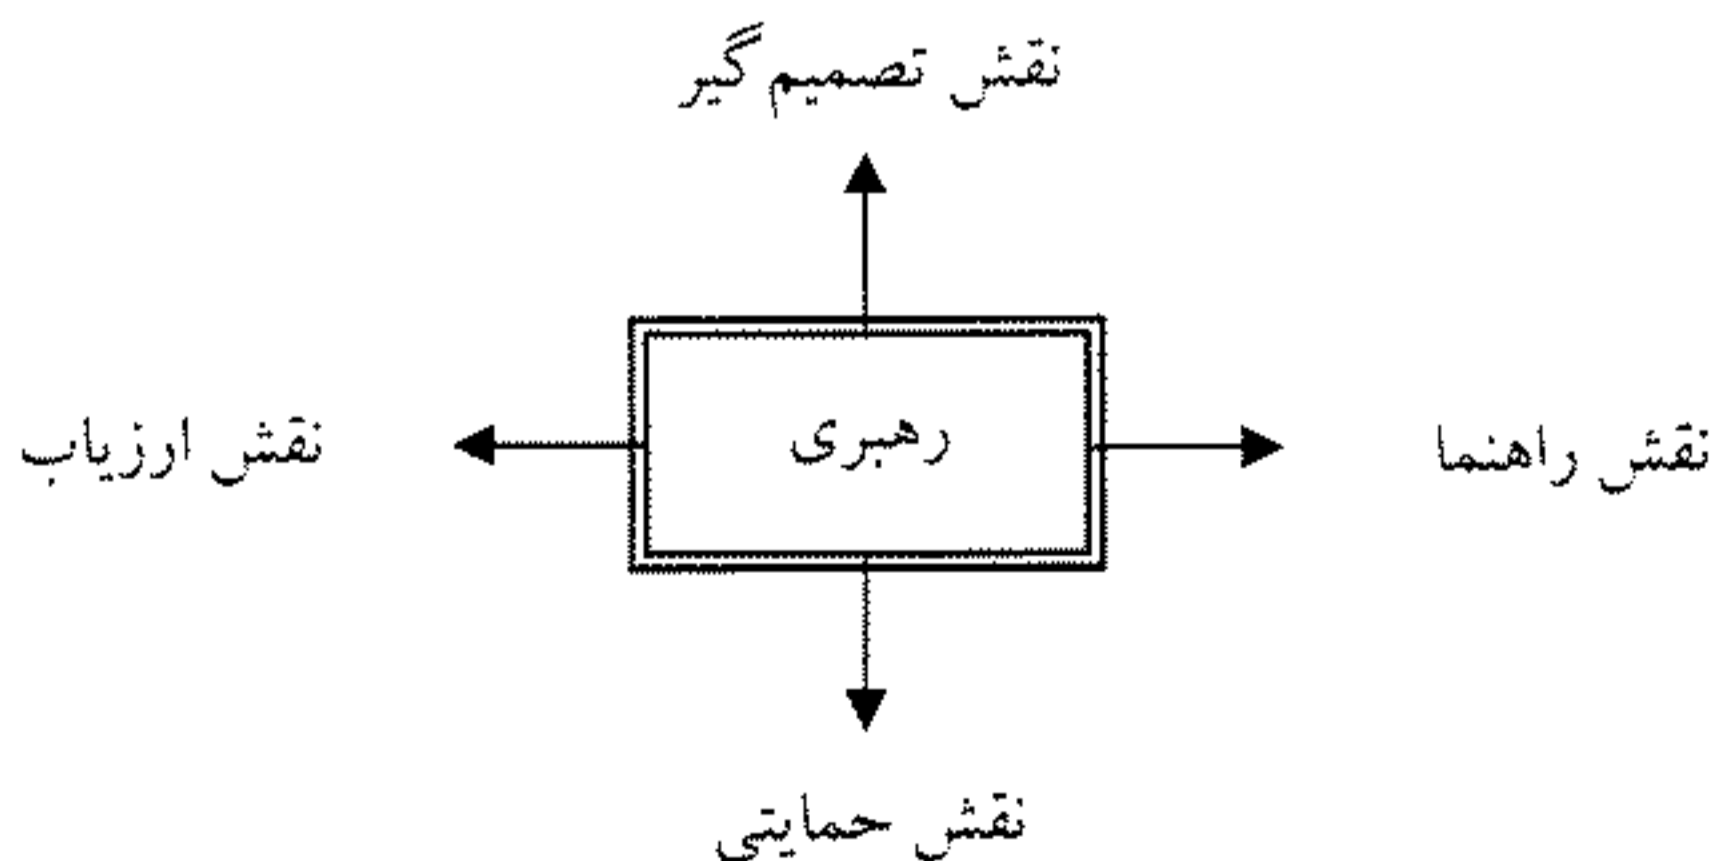 نقش تصمیم گیر
نقش راهنما
رهبری
نقش ارزیاب
نقش حمایتی